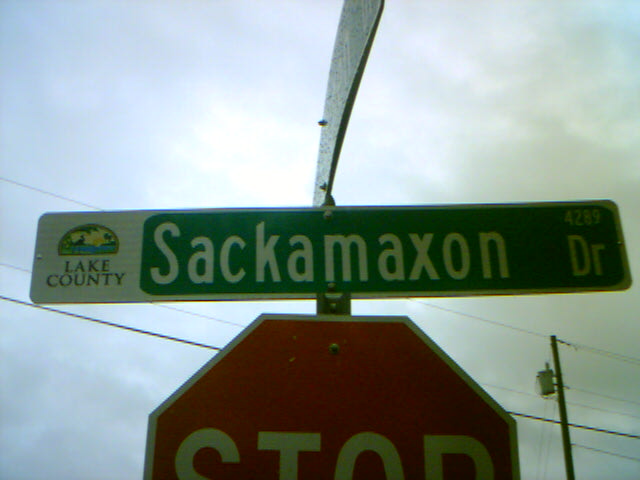 LAKE
COUNTY
Sackamaxon Dr
4289
STOP